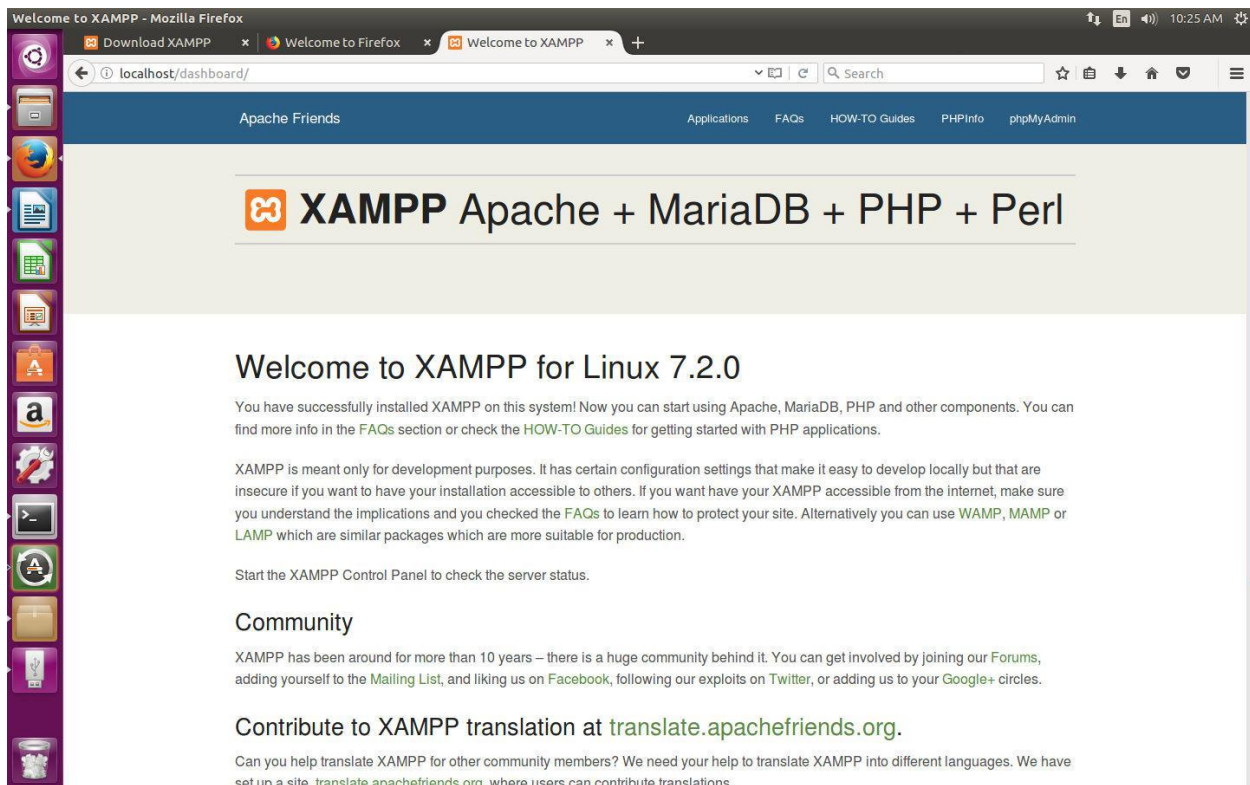 Welcome to XAMPP - Mozilla Firefox
En
10:25 AM
Download XAMPP
Welcome to Firefox
Welcome to XAMPP
localhost/dashboard/
Search
Apache Friends
Applications
FAQs
HOW-TO Guides
PHPInfo
phpMyAdmin
XAMPP Apache + MariaDB + PHP + Perl
Welcome to XAMPP for Linux 7.2.0
You have successfully installed XAMPP on this system! Now you can start using Apache, MariaDB, PHP and other components. You can
find more info in the FAQs section or check the HOW-TO Guides for getting started with PHP applications.
XAMPP is meant only for development purposes. It has certain configuration settings that make it easy to develop locally but that are
insecure if you want to have your installation accessible to others. If you want have your XAMPP accessible from the internet, make sure
you understand the implications and you checked the FAQs to learn how to protect your site. Alternatively you can use WAMP, MAMP or
LAMP which are similar packages which are more suitable for production.
Start the XAMPP Control Panel to check the server status.
Community
XAMPP has been around for more than 10 years – there is a huge community behind it. You can get involved by joining our Forums,
adding yourself to the Mailing List, and liking us on Facebook, following our exploits on Twitter, or adding us to your Google+ circles.
Contribute to XAMPP translation at translate.apachefriends.org.
Can you help translate XAMPP for other community members? We need your help to translate XAMPP into different languages. We have
set up a site, translate.apachefriends.org, where users can contribute translations.